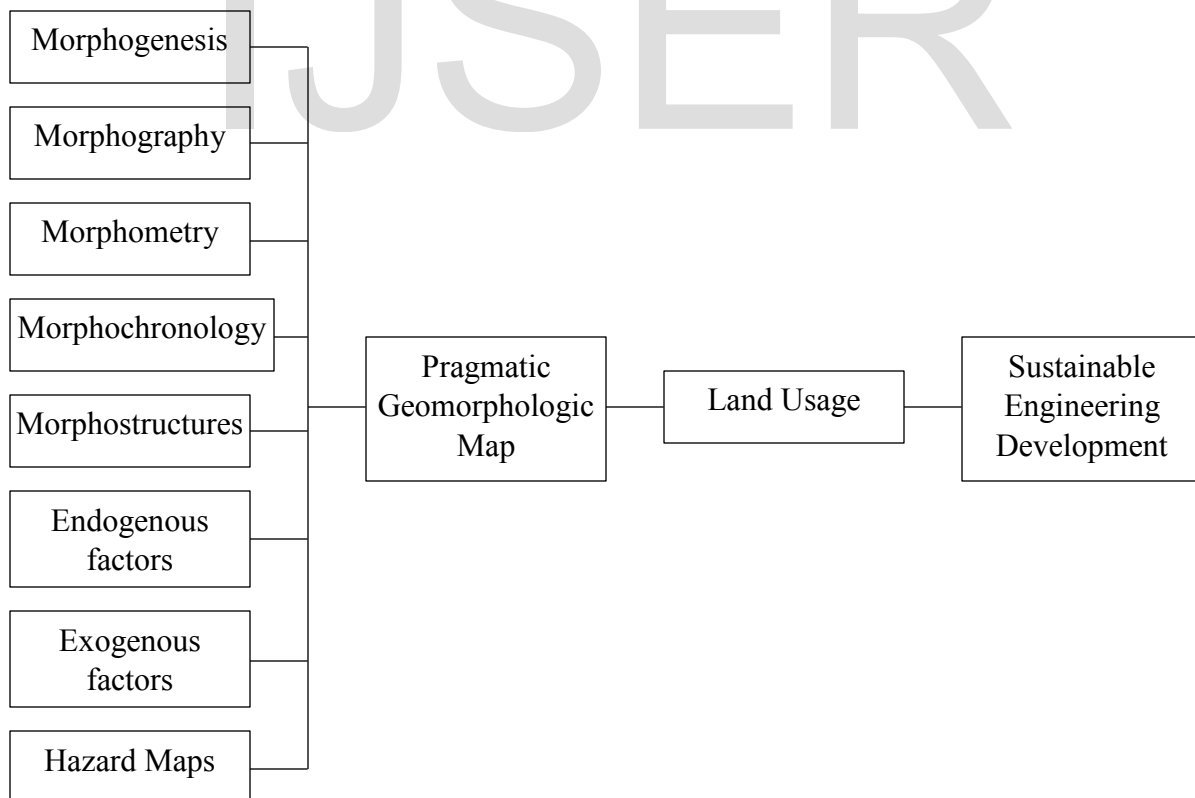 IJSER
Morphogenesis
Morphography
Morphometry
Morphochronology
Morphostructures
Endogenous
factors
Exogenous
factors
Hazard Maps
Pragmatic
Geomorphologic
Map
Land Usage
Sustainable
Engineering
Development